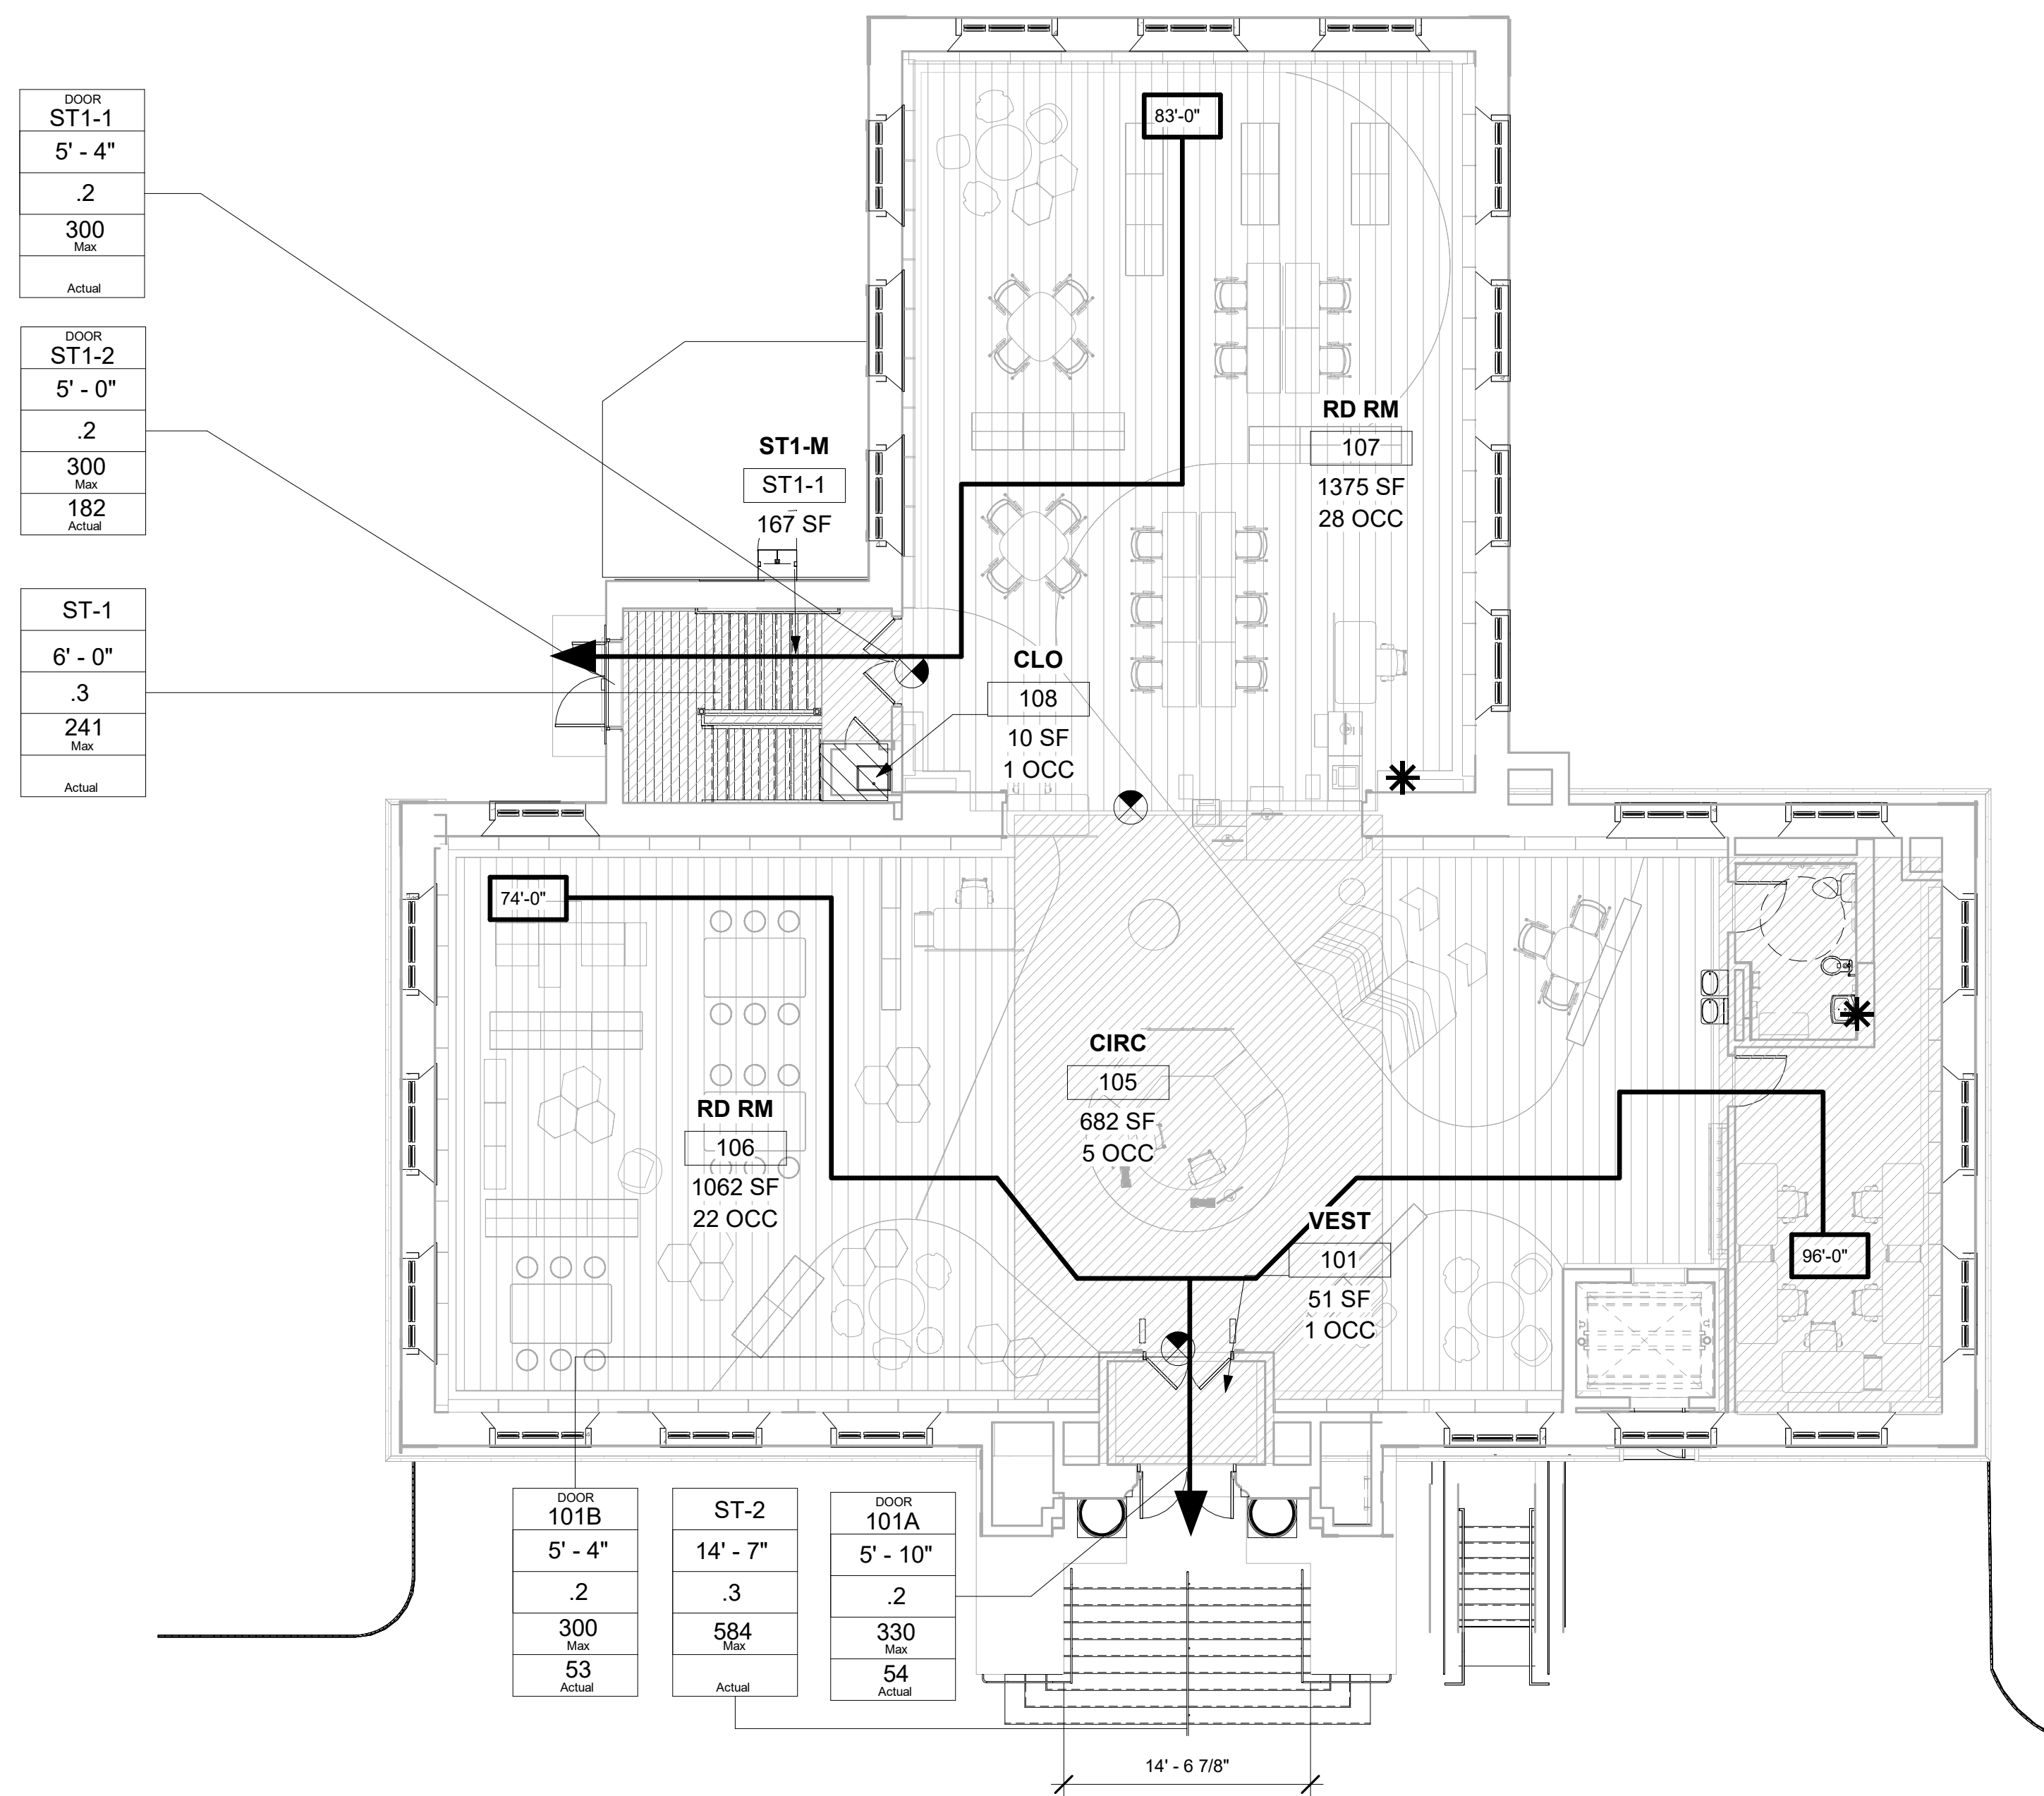 DOOR
ST1-1
5' - 4"
.2
300
Max
Actual
DOOR
ST1-2
5' - 0"
.2
300
Max
182
Actual
ST-1
6' - 0"
.3
241
Max
Actual
83'-0"
RD RM
107
1375 SF
28 OCC
ST1-M
ST1-1
167 SF
CLO
108
10 SF
1 OCC
74'-0"
CIRC
105
682 SF
5 OCC
RD RM
106
1062 SF
22 OCC
VEST
101
51 SF
1 OCC
96'-0"
DOOR
101B
5' - 4"
.2
300
Max
53
Actual
ST-2
14' - 7"
.3
584
Max
Actual
DOOR
101A
5' - 10"
.2
330
Max
54
Actual
14' - 6 7/8"